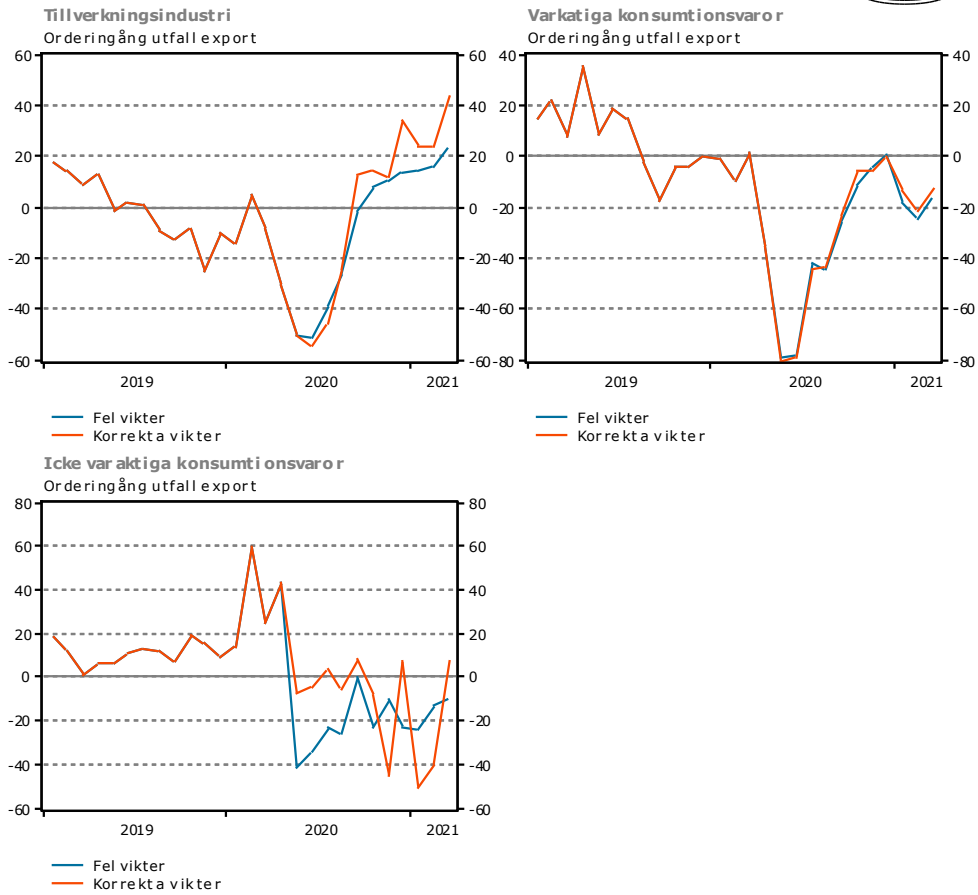 Tillverkningsindustri
Orderingång utfall export
60 60
40 40
20 20
0 0
-20 -20
-40 -40
-60 -60
2019 2020 2021
Fel vikter
Korrekta vikter
Varkatiga konsumtionsvaror
Orderingång utfall export
40 40
20 20
0 0
-20 -20
-40 -40
-60 -60
-80 -80
2019 2020 2021
Fel vikter
Korrekta vikter
Icke varaktiga konsumtionsvaror
Orderingång utfall export
80 80
60 60
40 40
20 20
0 0
-20 -20
-40 -40
-60 -60
2019 2020 2021
Fel vikter
Korrekta vikter